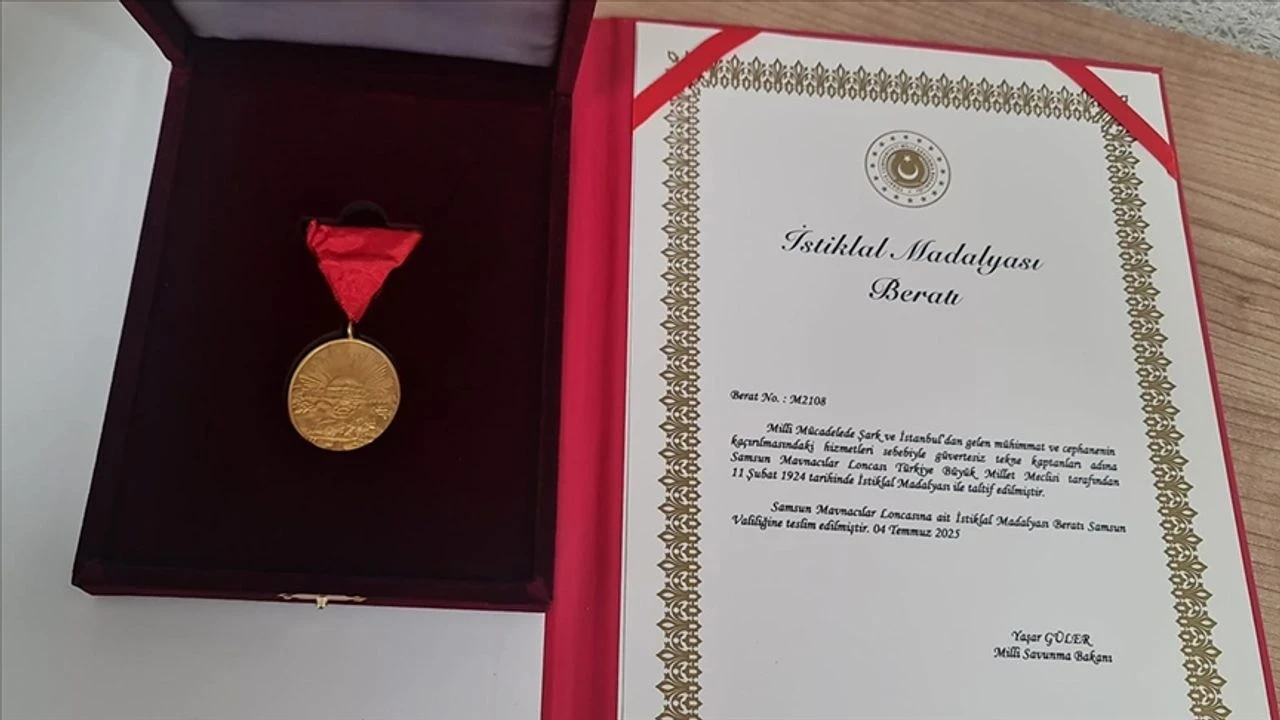 İstiklal Madalyası
Beratı
Berat No. : M2108
Milli Mücadelede Şark ve İstanbul'dan gelen mühimmat ve cephanenin
kaçırılmasındaki hizmetleri sebebiyle güvertesiz tekne kaptanları adına
Samsun Mavnacılar Loncası Türkiye Büyük Millet Meclisi tarafından
11 Şubat 1924 tarihinde İstiklal Madalyası ile taltif edilmiştir.
Samsun Mavnacılar Loncasına ait İstiklal Madalyası Beratı Samsun
Valiliğine teslim edilmiştir. 04 Temmuz 2025
Yaşar GÜLER
Milli Savunma Bakanı